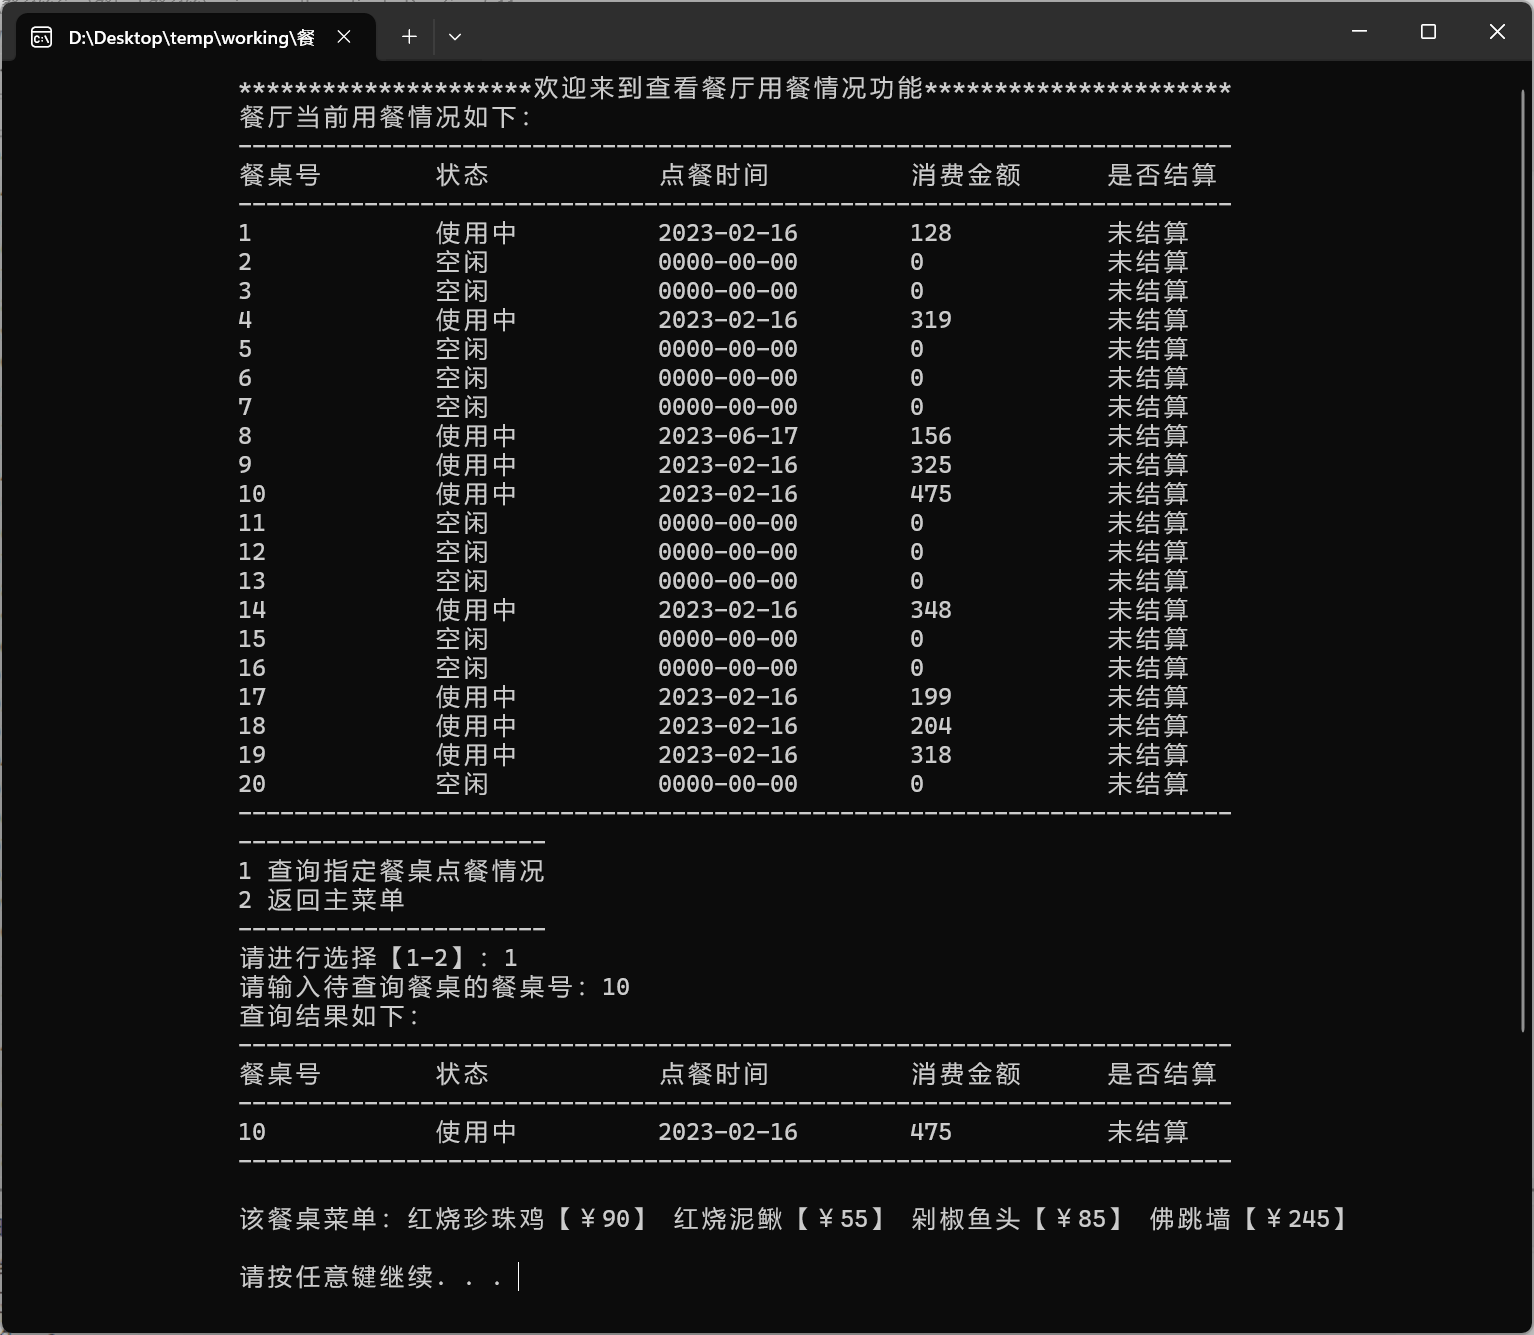 D:\Desktop\temp\working\餐
*********************欢迎来到查看餐厅用餐情况功能**********************
餐厅当前用餐情况如下：
-----------------------------------------------------------------------
餐桌号 状态 点餐时间 消费金额 是否结算
-----------------------------------------------------------------------
1 使用中 2023-02-16 128 未结算
2 空闲 0000-00-00 0 未结算
3 空闲 0000-00-00 0 未结算
4 使用中 2023-02-16 319 未结算
5 空闲 0000-00-00 0 未结算
6 空闲 0000-00-00 0 未结算
7 空闲 0000-00-00 0 未结算
8 使用中 2023-06-17 156 未结算
9 使用中 2023-02-16 325 未结算
10 使用中 2023-02-16 475 未结算
11 空闲 0000-00-00 0 未结算
12 空闲 0000-00-00 0 未结算
13 空闲 0000-00-00 0 未结算
14 使用中 2023-02-16 348 未结算
15 空闲 0000-00-00 0 未结算
16 空闲 0000-00-00 0 未结算
17 使用中 2023-02-16 199 未结算
18 使用中 2023-02-16 204 未结算
19 使用中 2023-02-16 318 未结算
20 空闲 0000-00-00 0 未结算
-----------------------------------------------------------------------
----------------------
1 查询指定餐桌点餐情况
2 返回主菜单
----------------------
请进行选择【1-2】：1
请输入待查询餐桌的餐桌号：10
查询结果如下：
-----------------------------------------------------------------------
餐桌号 状态 点餐时间 消费金额 是否结算
-----------------------------------------------------------------------
10 使用中 2023-02-16 475 未结算
-----------------------------------------------------------------------
该餐桌菜单：红烧珍珠鸡【￥90】 红烧泥鳅【￥55】 剁椒鱼头【￥85】 佛跳墙【￥245】
请按任意键继续. . .